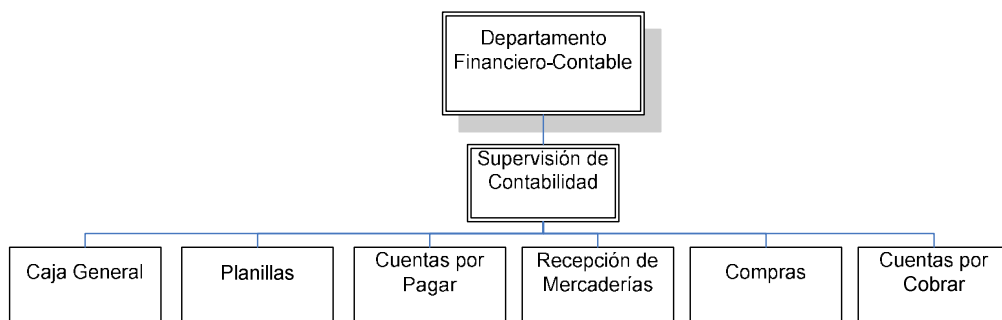 Departamento
Financiero-Contable
Supervisión de
Contabilidad
Caja General
Planillas
Cuentas por
Pagar
Recepción de
Mercaderías
Compras
Cuentas por
Cobrar